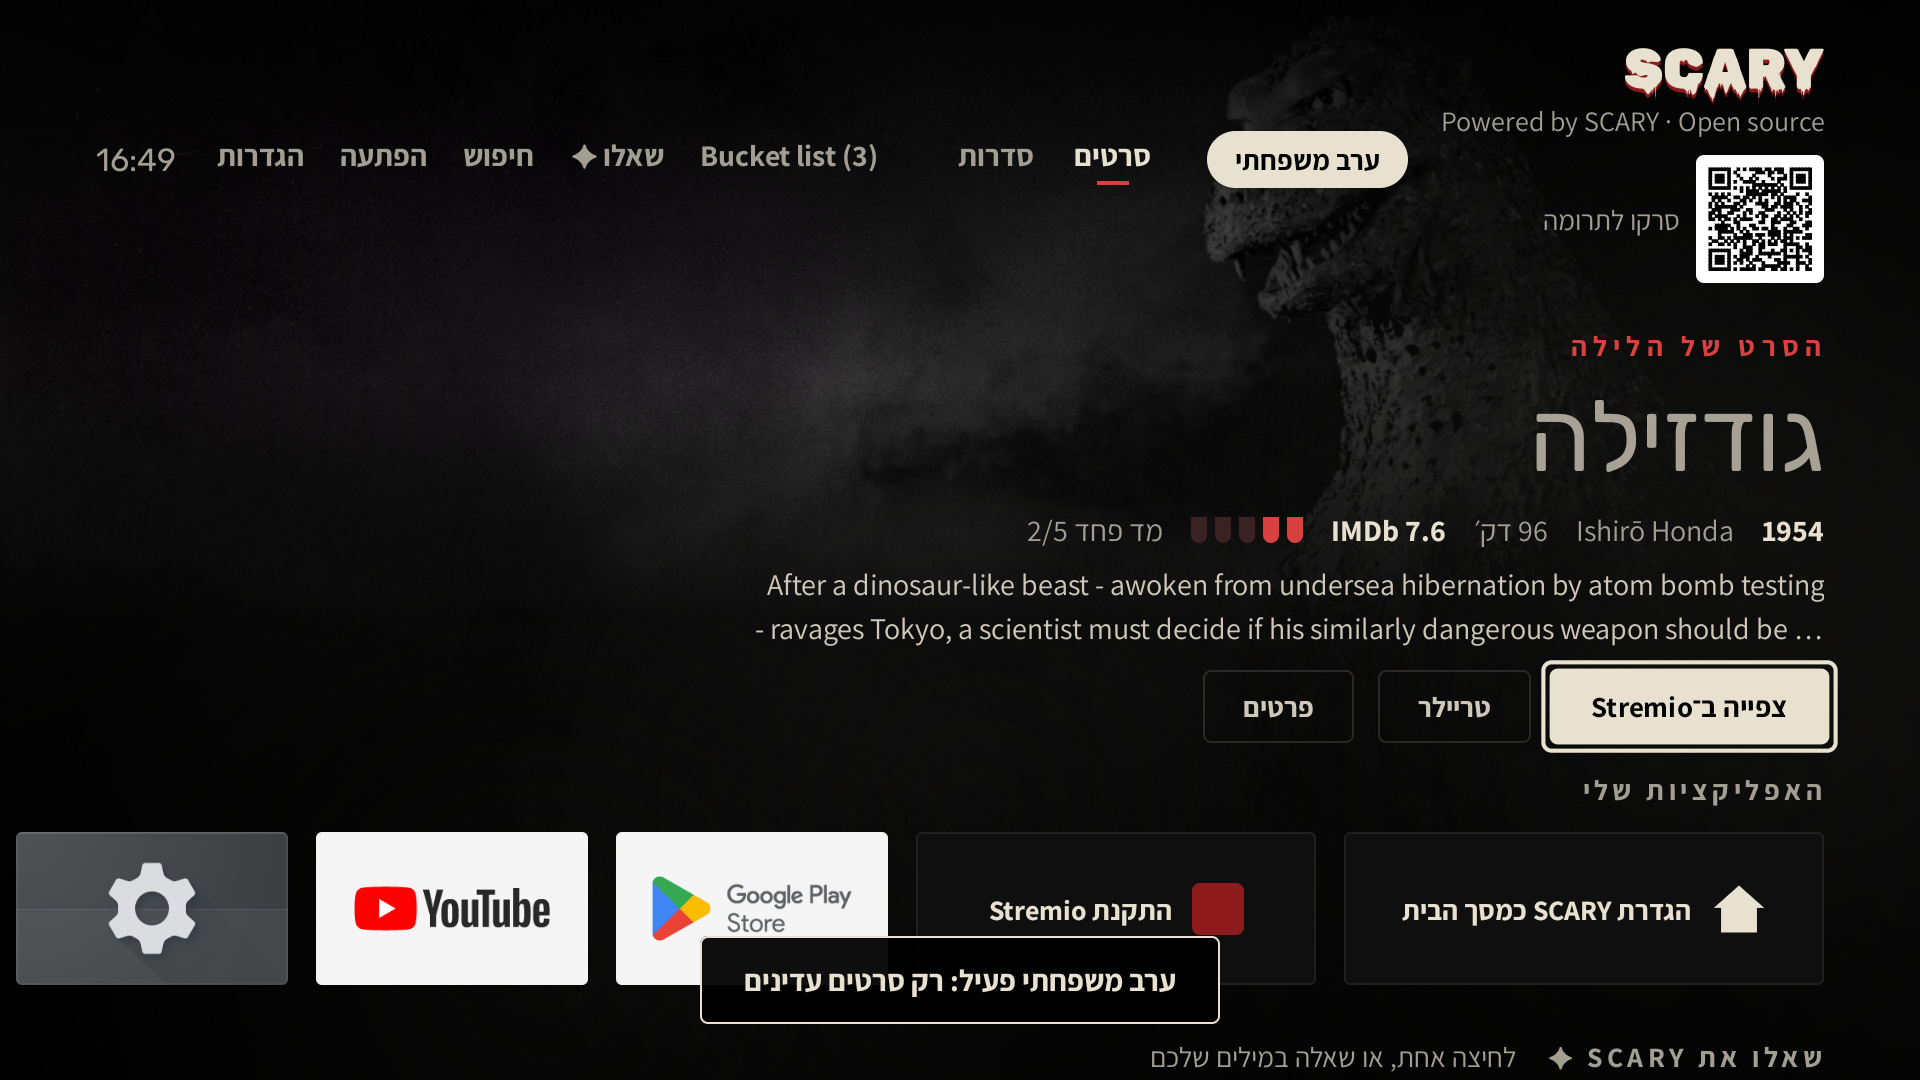 SCARY
Powered by SCARY · Open source
ערב משפחתי
סרטים
סדרות
Bucket list (3)
שאלו ✦
חיפוש
הפתעה
הגדרות
16:49
סרקו לתרומה
הסרט של הלילה
גודזילה
1954 Ishirō Honda 96 דק׳ IMDb 7.6 מד פחד 2/5
After a dinosaur-like beast - awoken from undersea hibernation by atom bomb testing
- ravages Tokyo, a scientist must decide if his similarly dangerous weapon should be …
צפייה ב־Stremio
טריילר
פרטים
האפליקציות שלי
הגדרת SCARY כמסך הבית
התקנת Stremio
Google Play
Store
YouTube
ערב משפחתי פעיל: רק סרטים עדינים
שאלו את SCARY ✦ לחיצה אחת, או שאלה במילים שלכם